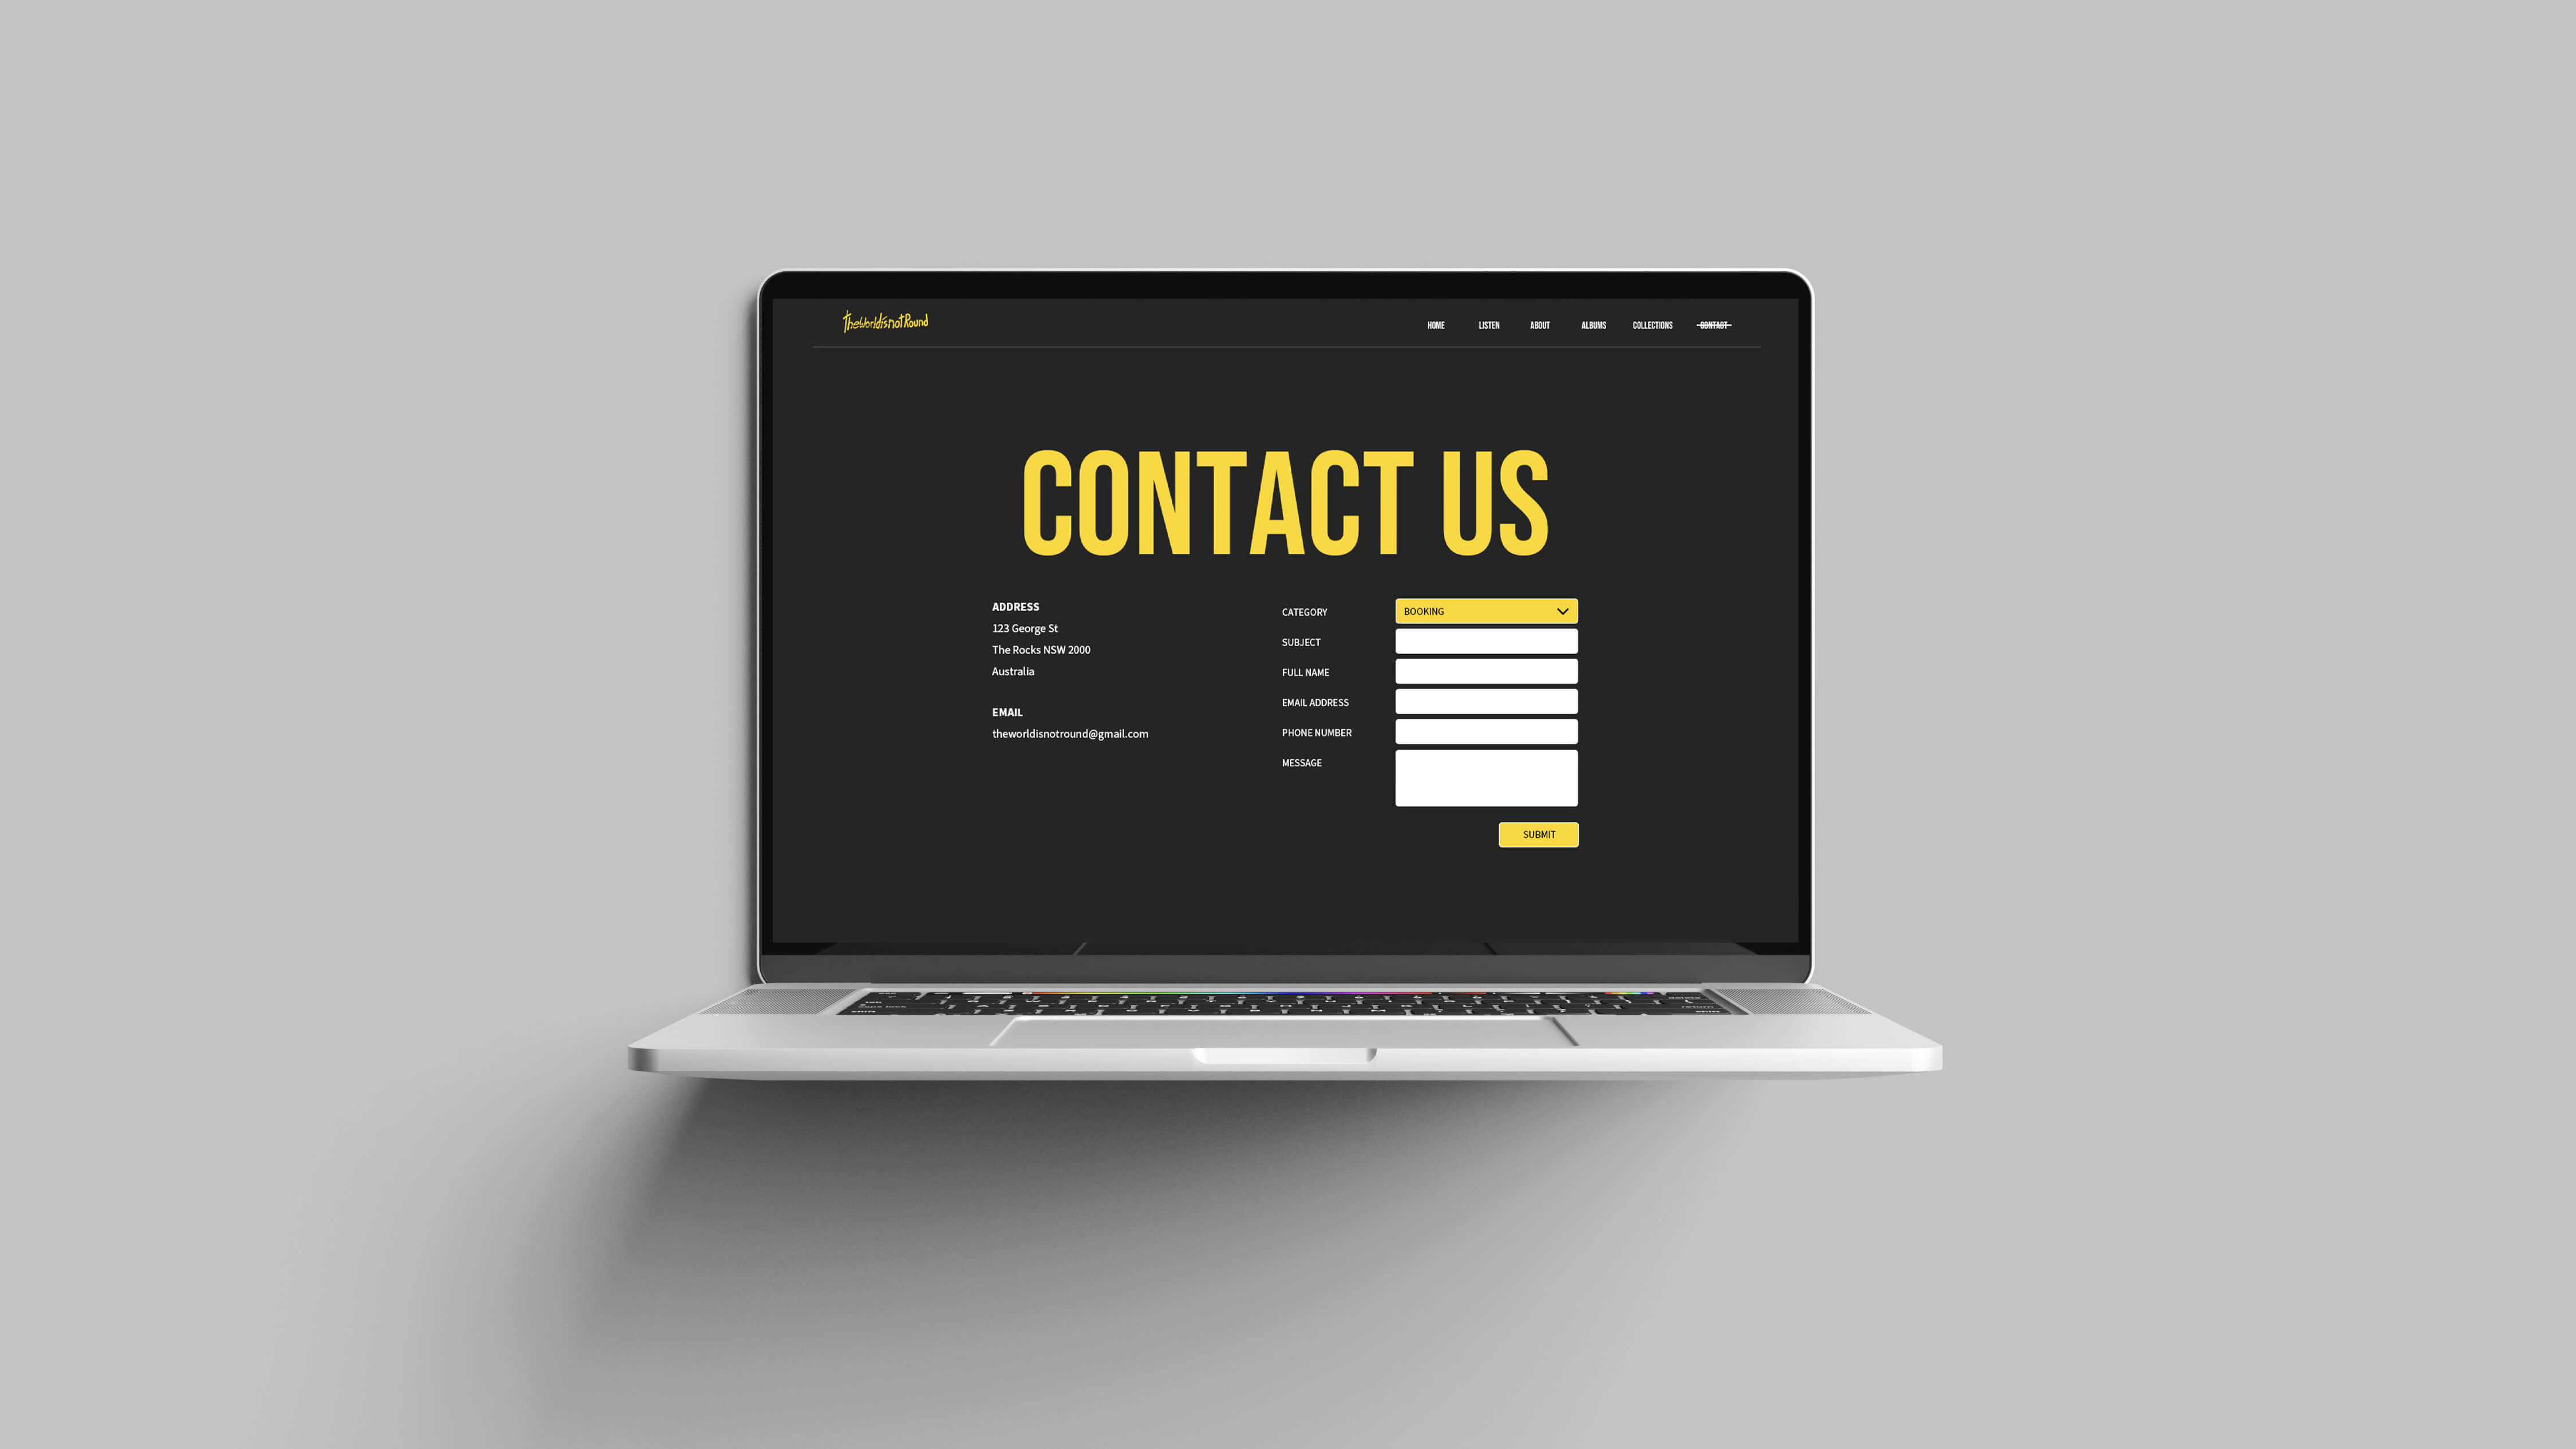 TheWorldisnotRound
HOME LISTEN ABOUT ALBUMS COLLECTIONS CONTACT
CONTACT US
ADDRESS
123 George St
The Rocks NSW 2000
Australia
EMAIL
theworldisnotround@gmail.com
CATEGORY BOOKING
SUBJECT
FULL NAME
EMAIL ADDRESS
PHONE NUMBER
MESSAGE
SUBMIT